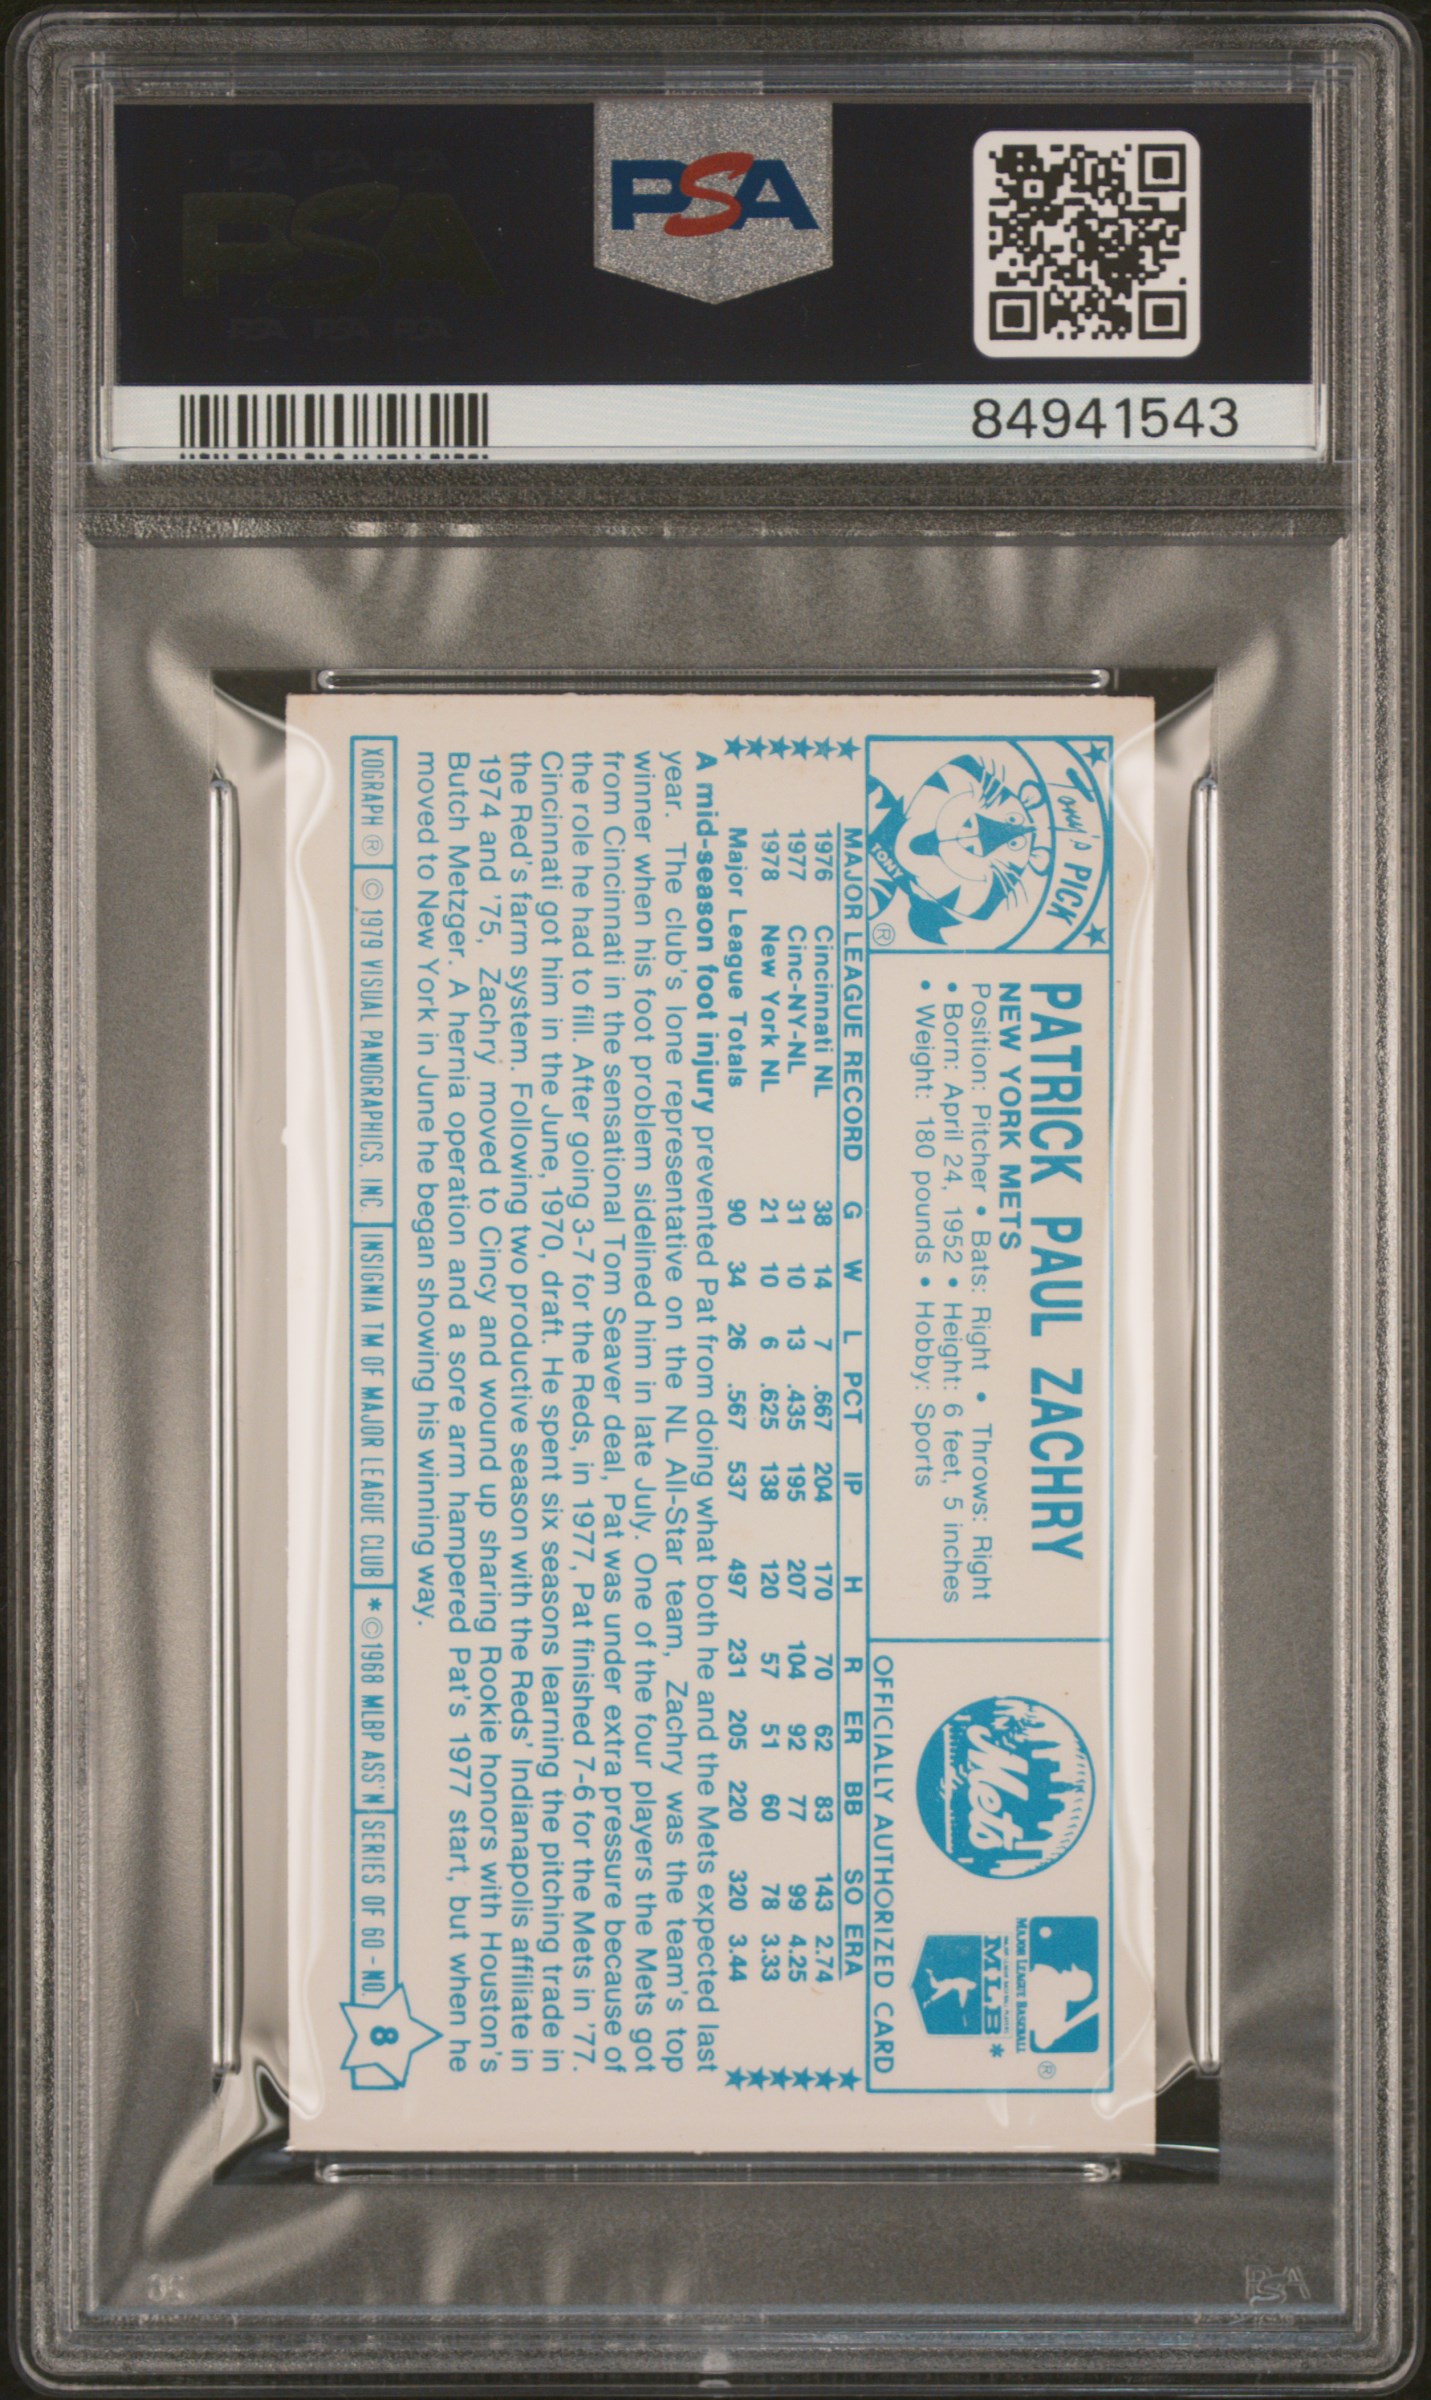 PSA PSA PSA
PSA
PSA PSA PSA
PSA
84941543
Tony's PICK
TONY
®
PATRICK PAUL ZACHRY
NEW YORK METS
Position: Pitcher • Bats: Right • Throws: Right
• Born: April 24, 1952 • Height: 6 feet, 5 inches
• Weight: 180 pounds • Hobby: Sports
Mets
MAJOR LEAGUE BASEBALL
®
MLB *
OFFICIALLY AUTHORIZED CARD
MAJOR LEAGUE RECORD G W L PCT IP H R ER BB SO ERA
1976 Cincinnati NL 38 14 7 .667 204 170 70 62 83 143 2.74
1977 Cinc-NY-NL 31 10 13 .435 195 207 104 92 77 99 4.25
1978 New York NL 21 10 6 .625 138 120 57 51 60 78 3.33
Major League Totals 90 34 26 .567 537 497 231 205 220 320 3.44
A mid-season foot injury prevented Pat from doing what both he and the Mets expected last
year. The club's lone representative on the NL All-Star team, Zachry was the team's top
winner when his foot problem sidelined him in late July. One of the four players the Mets got
from Cincinnati in the sensational Tom Seaver deal, Pat was under extra pressure because of
the role he had to fill. After going 3-7 for the Reds, in 1977, Pat finished 7-6 for the Mets in '77.
Cincinnati got him in the June, 1970, draft. He spent six seasons learning the pitching trade in
the Red's farm system. Following two productive season with the Reds' Indianapolis affiliate in
1974 and '75, Zachry moved to Cincy and wound up sharing Rookie honors with Houston's
Butch Metzger. A hernia operation and a sore arm hampered Pat's 1977 start, but when he
moved to New York in June he began showing his winning way.
XOGRAPH ® © 1979 VISUAL PANOGRAPHICS, INC. INSIGNIA TM OF MAJOR LEAGUE CLUB * ©1968 MLBP ASS'N SERIES OF 60 - NO. 8
PSA